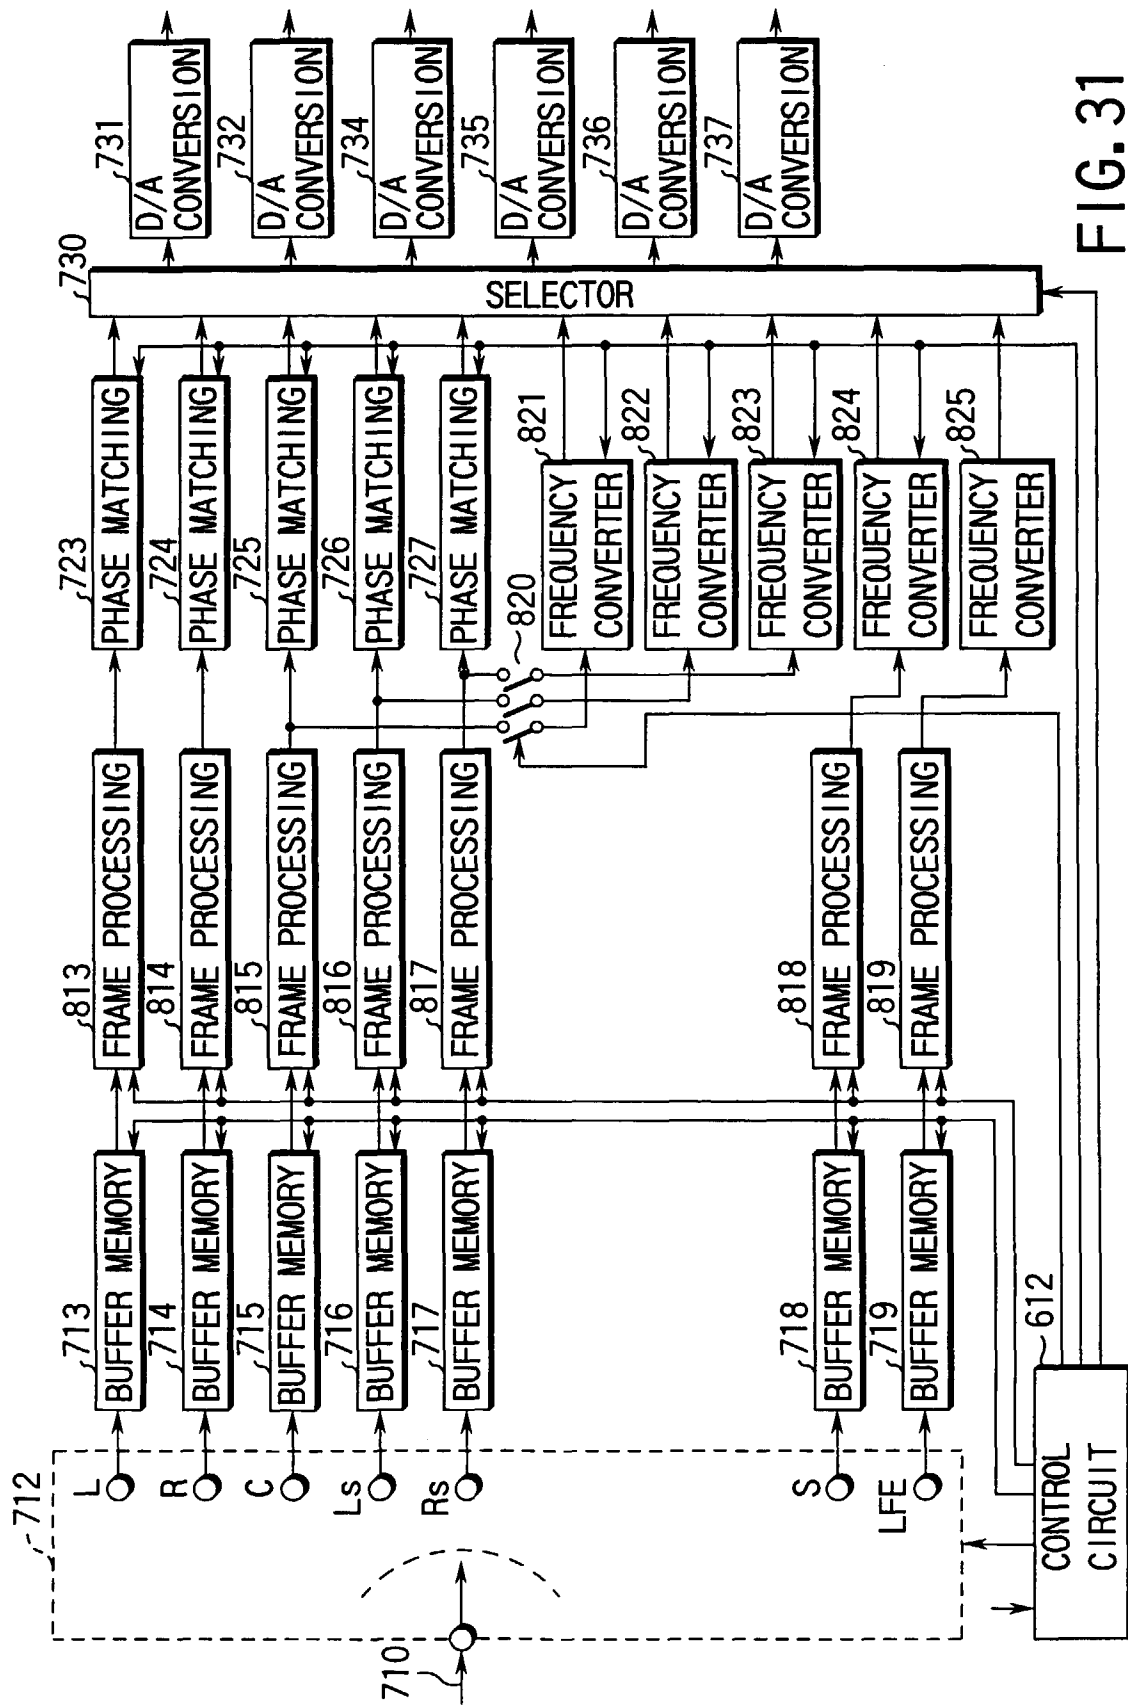 712
710
L
R
C
Ls
Rs
S
LFE
713
BUFFER MEMORY
714
BUFFER MEMORY
715
BUFFER MEMORY
716
BUFFER MEMORY
717
BUFFER MEMORY
718
BUFFER MEMORY
719
BUFFER MEMORY
612
CONTROL
CIRCUIT
813
FRAME PROCESSING
814
FRAME PROCESSING
815
FRAME PROCESSING
816
FRAME PROCESSING
817
FRAME PROCESSING
818
FRAME PROCESSING
819
FRAME PROCESSING
723
PHASE MATCHING
724
PHASE MATCHING
725
PHASE MATCHING
726
PHASE MATCHING
727
PHASE MATCHING
820
821
FREQUENCY
CONVERTER
822
FREQUENCY
CONVERTER
823
FREQUENCY
CONVERTER
824
FREQUENCY
CONVERTER
825
FREQUENCY
CONVERTER
730
SELECTOR
731
D/A
CONVERSION
732
D/A
CONVERSION
734
D/A
CONVERSION
735
D/A
CONVERSION
736
D/A
CONVERSION
737
D/A
CONVERSION
FIG. 31